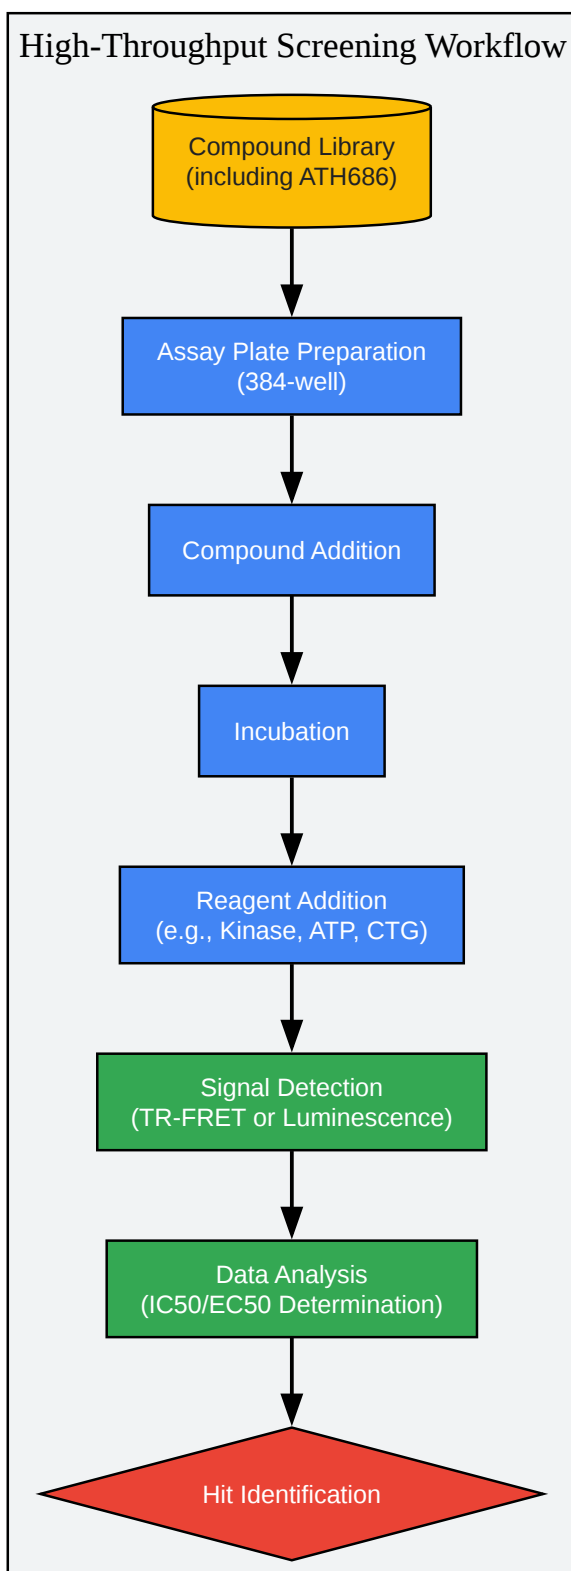 High-Throughput Screening Workflow
Compound Library
(including ATH686)
Assay Plate Preparation
(384-well)
Compound Addition
Incubation
Reagent Addition
(e.g., Kinase, ATP, CTG)
Signal Detection
(TR-FRET or Luminescence)
Data Analysis
(IC50/EC50 Determination)
Hit Identification